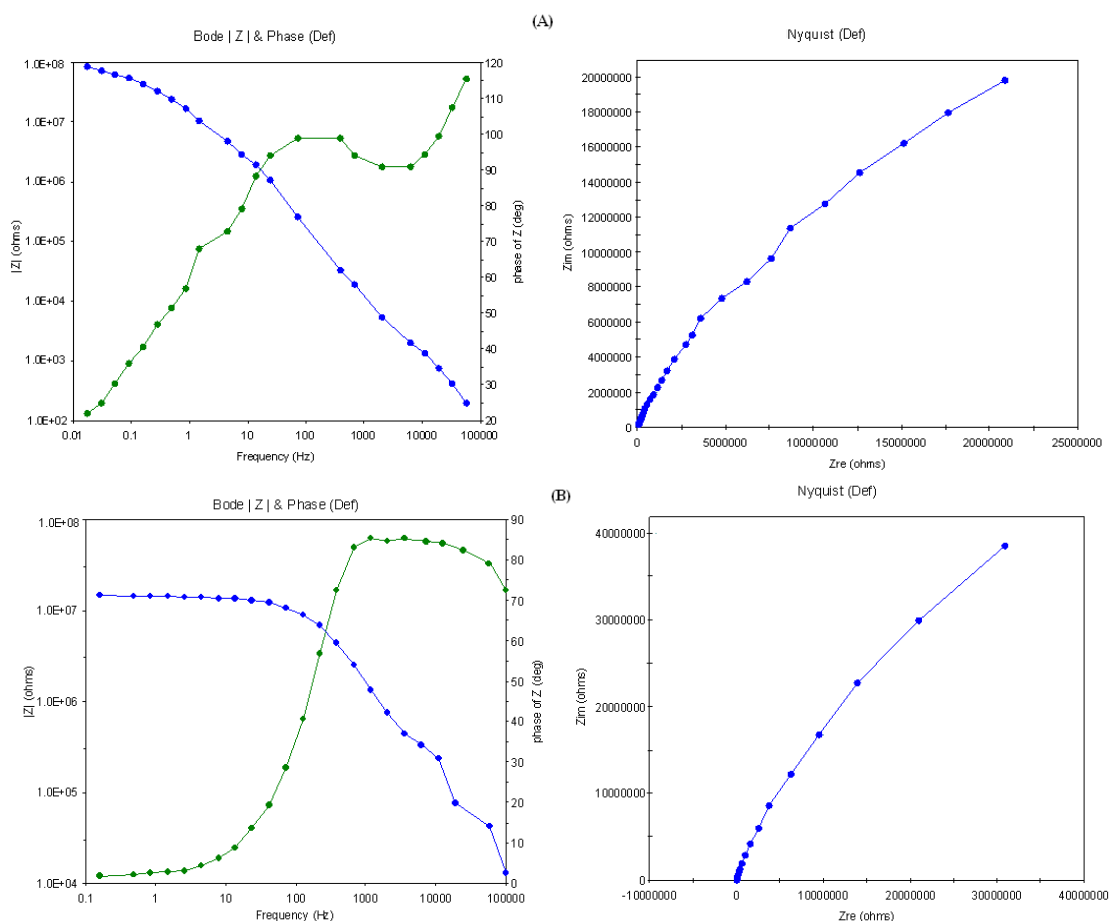 (A)
Bode | Z | & Phase (Def)
1.0E+08
1.0E+07
1.0E+06
1.0E+05
1.0E+04
1.0E+03
1.0E+02
|Z| (ohms)
120
110
100
90
80
70
60
50
40
30
20
phase of Z (deg)
0.01 0.1 1 10 100 1000 10000 100000
Frequency (Hz)
Nyquist (Def)
20000000
18000000
16000000
14000000
12000000
10000000
8000000
6000000
4000000
2000000
0
Zim (ohms)
0 5000000 10000000 15000000 20000000 25000000
Zre (ohms)
(B)
Bode | Z | & Phase (Def)
1.0E+08
1.0E+07
1.0E+06
1.0E+05
1.0E+04
|Z| (ohms)
90
80
70
60
50
40
30
20
10
0
phase of Z (deg)
0.1 1 10 100 1000 10000 100000
Frequency (Hz)
Nyquist (Def)
40000000
30000000
20000000
10000000
0
Zim (ohms)
-10000000 0 10000000 20000000 30000000 40000000
Zre (ohms)